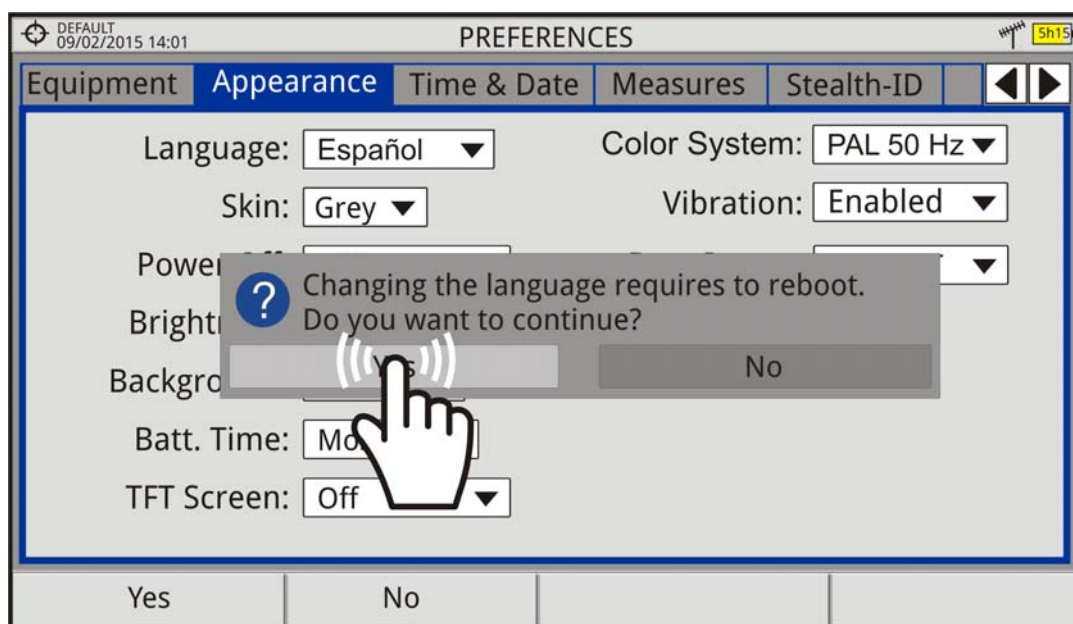 DEFAULT
09/02/2015 14:01
PREFERENCES
5h15
Equipment Appearance Time & Date Measures Stealth-ID
Language: Español Color System: PAL 50 Hz
Skin: Grey Vibration: Enabled
Changing the language requires to reboot.
Do you want to continue?
Yes No
Batt. Time:
TFT Screen: Off
Yes No